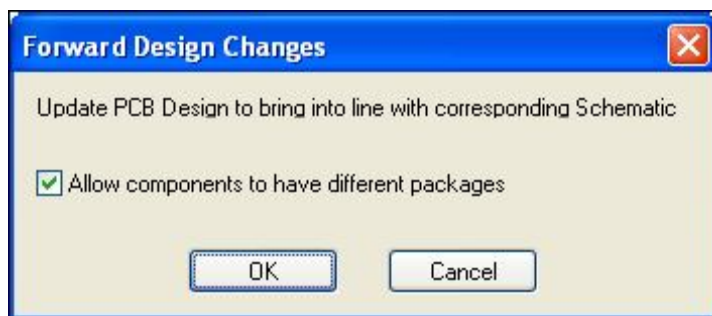 Forward Design Changes
Update PCB Design to bring into line with corresponding Schematic
Allow components to have different packages
OK
Cancel